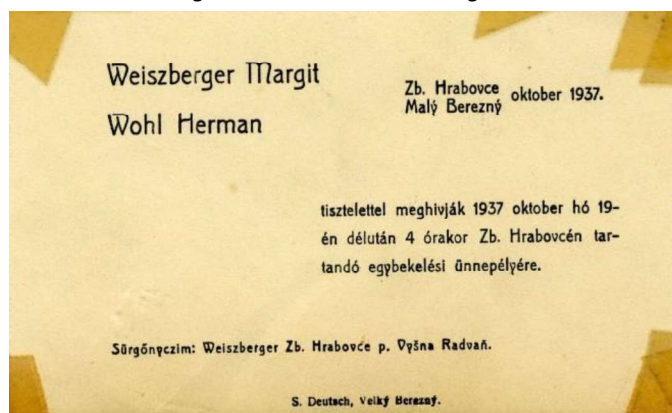 Weiszberger Margit
Wohl Herman
Zb. Hrabovce
Malý Berezný
oktober 1937.
tisztelettel meghivják 1937 oktober hó 19-
én délután 4 órakor Zb. Hrabovcén tar-
tandó egybekelési ünnepélyére.
Sürgönyczim: Weiszberger Zb. Hrabovce p. Vyšna Radvaň.
S. Deutsch, Velký Berezný.